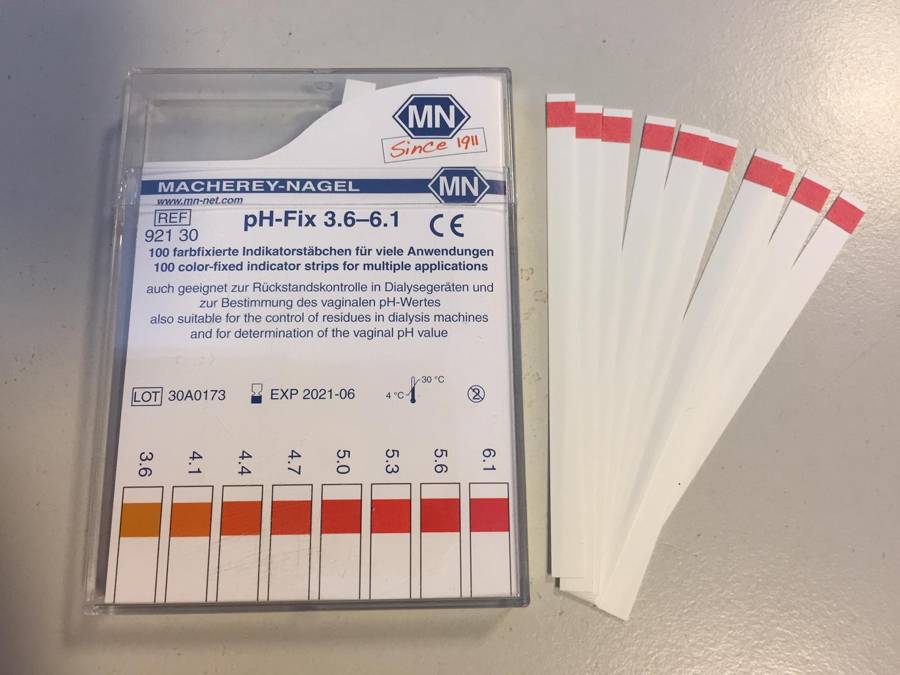 MN
Since 1911
MACHEREY-NAGEL
MN
www.mn-net.com
REF
921 30
pH-Fix 3.6–6.1
CE
100 farbfixierte Indikatorstäbchen für viele Anwendungen
100 color-fixed indicator strips for multiple applications
auch geeignet zur Rückstandskontrolle in Dialysegeräten und
zur Bestimmung des vaginalen pH-Wertes
also suitable for the control of residues in dialysis machines
and for determination of the vaginal pH value
LOT 30A0173
EXP 2021-06
4 °C
30 °C
2
3.6 4.1 4.4 4.7 5.0 5.3 5.6 6.1